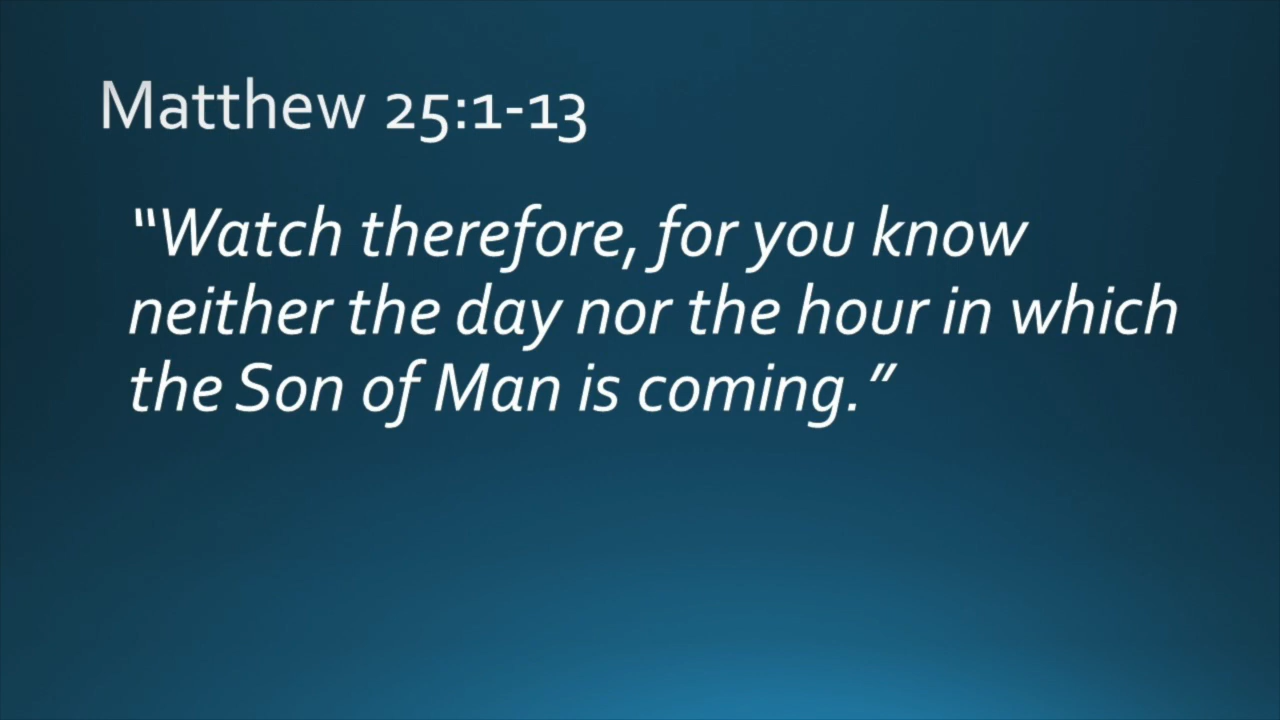 Matthew 25:1-13
“Watch therefore, for you know
neither the day nor the hour in which
the Son of Man is coming.”